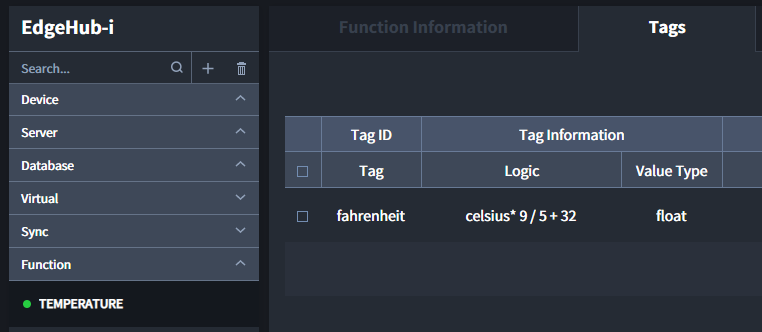 EdgeHub-i
Function Information
Tags
Search...
Device
Server
Database
Virtual
Sync
Function
TEMPERATURE
Tag ID Tag Information
Tag Logic Value Type
fahrenheit celsius* 9 / 5 + 32 float